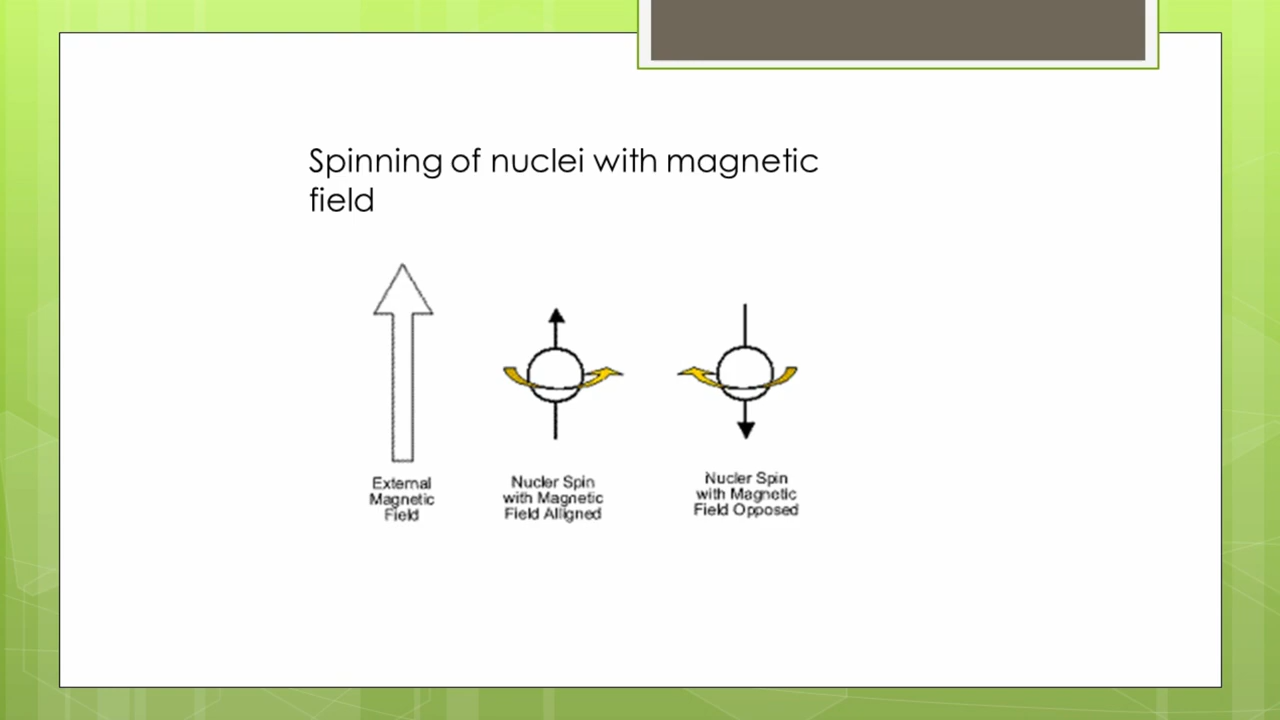 Spinning of nuclei with magnetic
field
External
Magnetic
Field
Nucler Spin
with Magnetic
Field Alligned
Nucler Spin
with Magnetic
Field Opposed